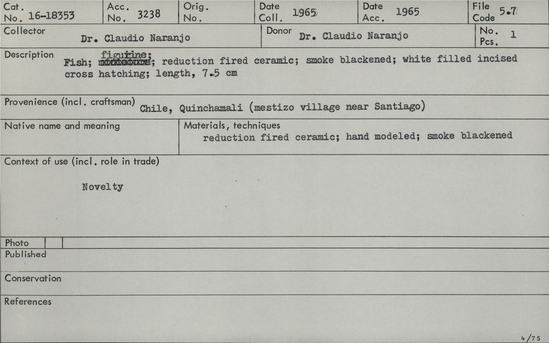 Cat. No. 16-18353 Acc. No. 3238 Orig. No. Date Coll. 1965 Date Acc. 1965 File Code 5.7
Collector Dr. Claudio Naranjo Donor Dr. Claudio Naranjo No. Pcs. 1
Description figurine;
Fish; reduction fired ceramic; smoke blackened; white filled incised
cross hatching; length, 7.5 cm
Provenience (incl. craftsman) Chile, Quinchamali (mestizo village near Santiago)
Native name and meaning Materials, techniques
reduction fired ceramic; hand modeled; smoke blackened
Context of use (incl. role in trade)
Novelty
Photo
Published
Conservation
References
4/75